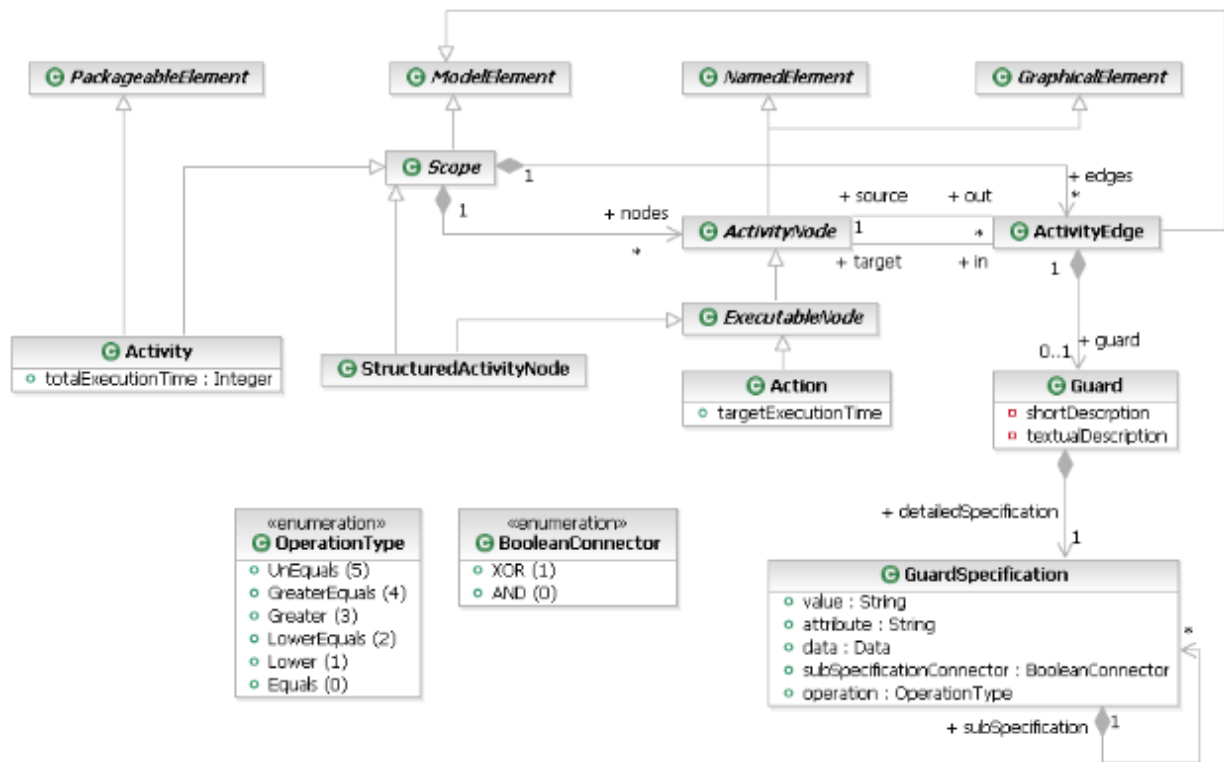 PackageableElement
ModelElement
NamedElement
GraphicalElement
Scope
1
1
+ edges
*
+ nodes
*
+ source
+ out
ActivityNode
1
*
ActivityEdge
+ target
+ in
1
ExecutableNode
+ guard
0..1
Activity
totalExecutionTime : Integer
StructuredActivityNode
Action
targetExecutionTime
Guard
shortDescrption
textualDescription
+ detailedSpecification
1
«enumeration»
OperationType
UnEquals (5)
GreaterEquals (4)
Greater (3)
LowerEquals (2)
Lower (1)
Equals (0)
«enumeration»
BooleanConnector
XOR (1)
AND (0)
GuardSpecification
value : String
attribute : String
data : Data
subSpecificationConnector : BooleanConnector
operation : OperationType
*
+ subSpecification
1